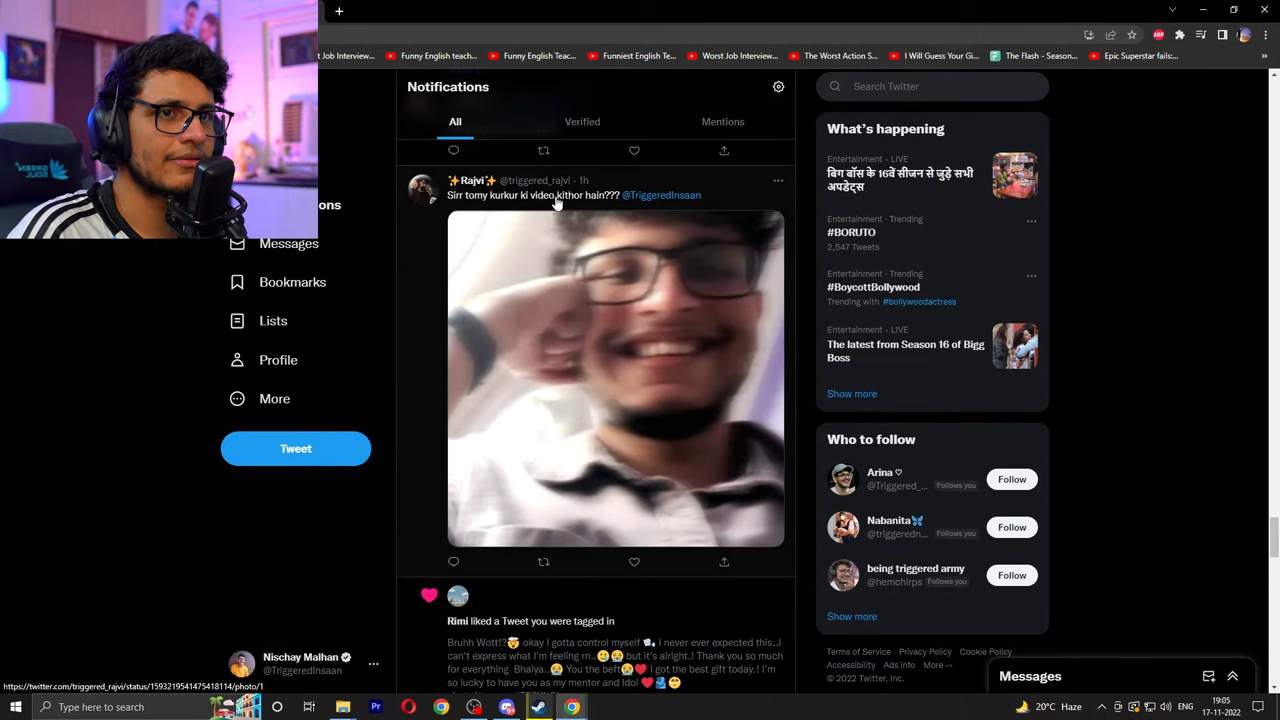 Job Interview...
Funny English teac...
Funny English Teac...
Funniest English Te...
Worst Job Interview...
The Worst Action S...
I Will Guess Your Gi...
The Flash - Season...
Epic Superstar fails:...
Notifications
All
Verified
Mentions
✨Rajvi✨ @triggered_rajvi · 1h
Sirr tomy kurkur ki video kithor hain??? @TriggeredInsaan
Rimi liked a Tweet you were tagged in
Bruhh Wott!?🤯 okay I gotta control myself I never ever expected this..I
can't express what I'm feeling rn..🥲😭 but it's alright.! Thank you so much
for everything Bhaiya..😭 You the beft😭❤️ I got the best gift today.! I'm
so lucky to have you as my mentor and Idol ❤️🫂🥺
ons
Messages
Bookmarks
Lists
Profile
More
Tweet
Nischay Malhan
@TriggeredInsaan
Search Twitter
What's happening
Entertainment · LIVE
बिग बॉस के 16वें सीजन से जुड़े सभी
अपडेट्स
Entertainment · Trending
#BORUTO
2,547 Tweets
Entertainment · Trending
#BoycottBollywood
Trending with #bollywoodactress
Entertainment · LIVE
The latest from Season 16 of Bigg
Boss
Show more
Who to follow
Arina ♡
@Triggered_... Follows you
Follow
Nabanita🦋
@triggeredn... Follows you
Follow
being triggered army
@hemchirps Follows you
Follow
Show more
Terms of Service Privacy Policy Cookie Policy
Accessibility Ads info More ···
© 2022 Twitter, Inc.
Messages
https://twitter.com/triggered_rajvi/status/1593219541475418114/photo/1
Type here to search
20°C Haze
ENG
19:05
17-11-2022